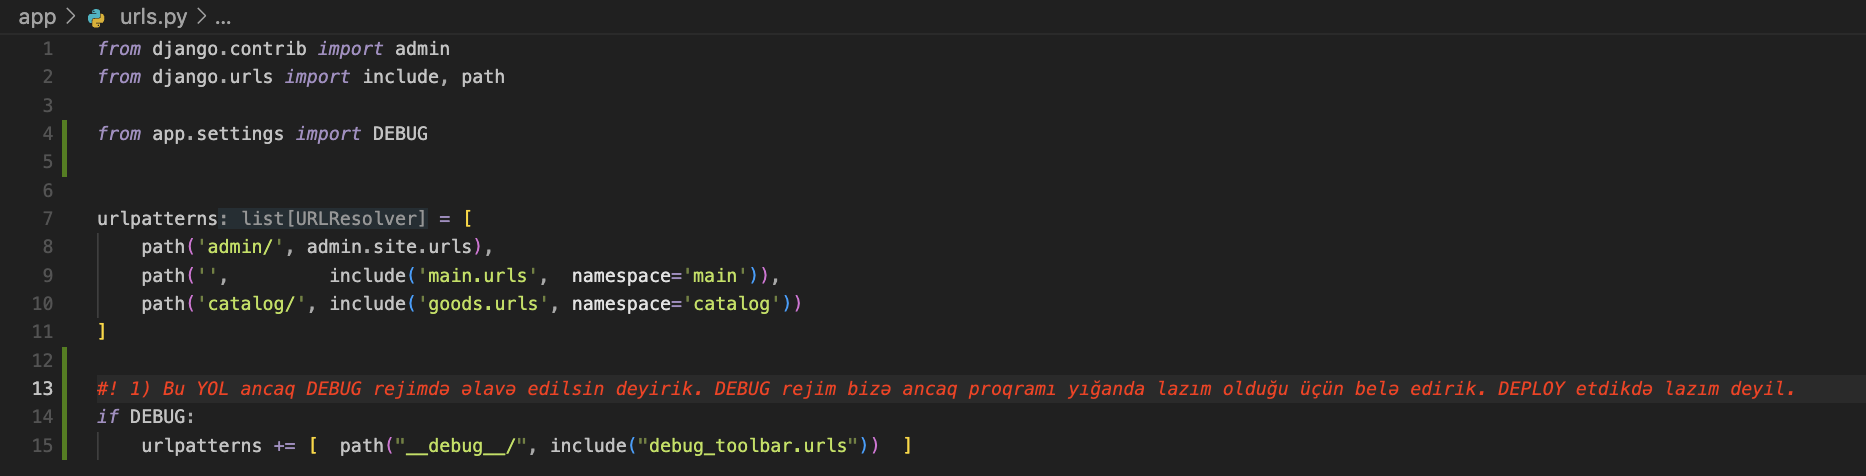 app > urls.py > ...
1 from django.contrib import admin
2 from django.urls import include, path
3
4 from app.settings import DEBUG
5
6
7 urlpatterns: list[URLResolver] = [
8     path('admin/', admin.site.urls),
9     path('',         include('main.urls',  namespace='main')),
10     path('catalog/', include('goods.urls', namespace='catalog'))
11 ]
12
13 #! 1) Bu YOL ancaq DEBUG rejimdə əlavə edilsin deyirik. DEBUG rejim bizə ancaq proqramı yığanda lazım olduğu üçün belə edirik. DEPLOY etdikdə lazım deyil.
14 if DEBUG:
15     urlpatterns += [  path("__debug__/", include("debug_toolbar.urls"))  ]